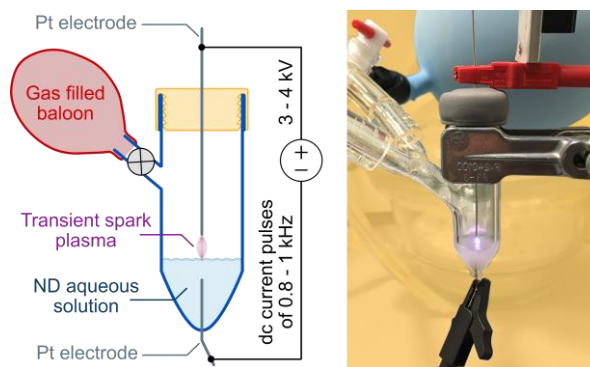 Pt electrode
Gas filled
baloon
Transient spark
plasma
ND aqueous
solution
Pt electrode
3 - 4 kV
− +
dc current pulses
of 0.8 - 1 kHz